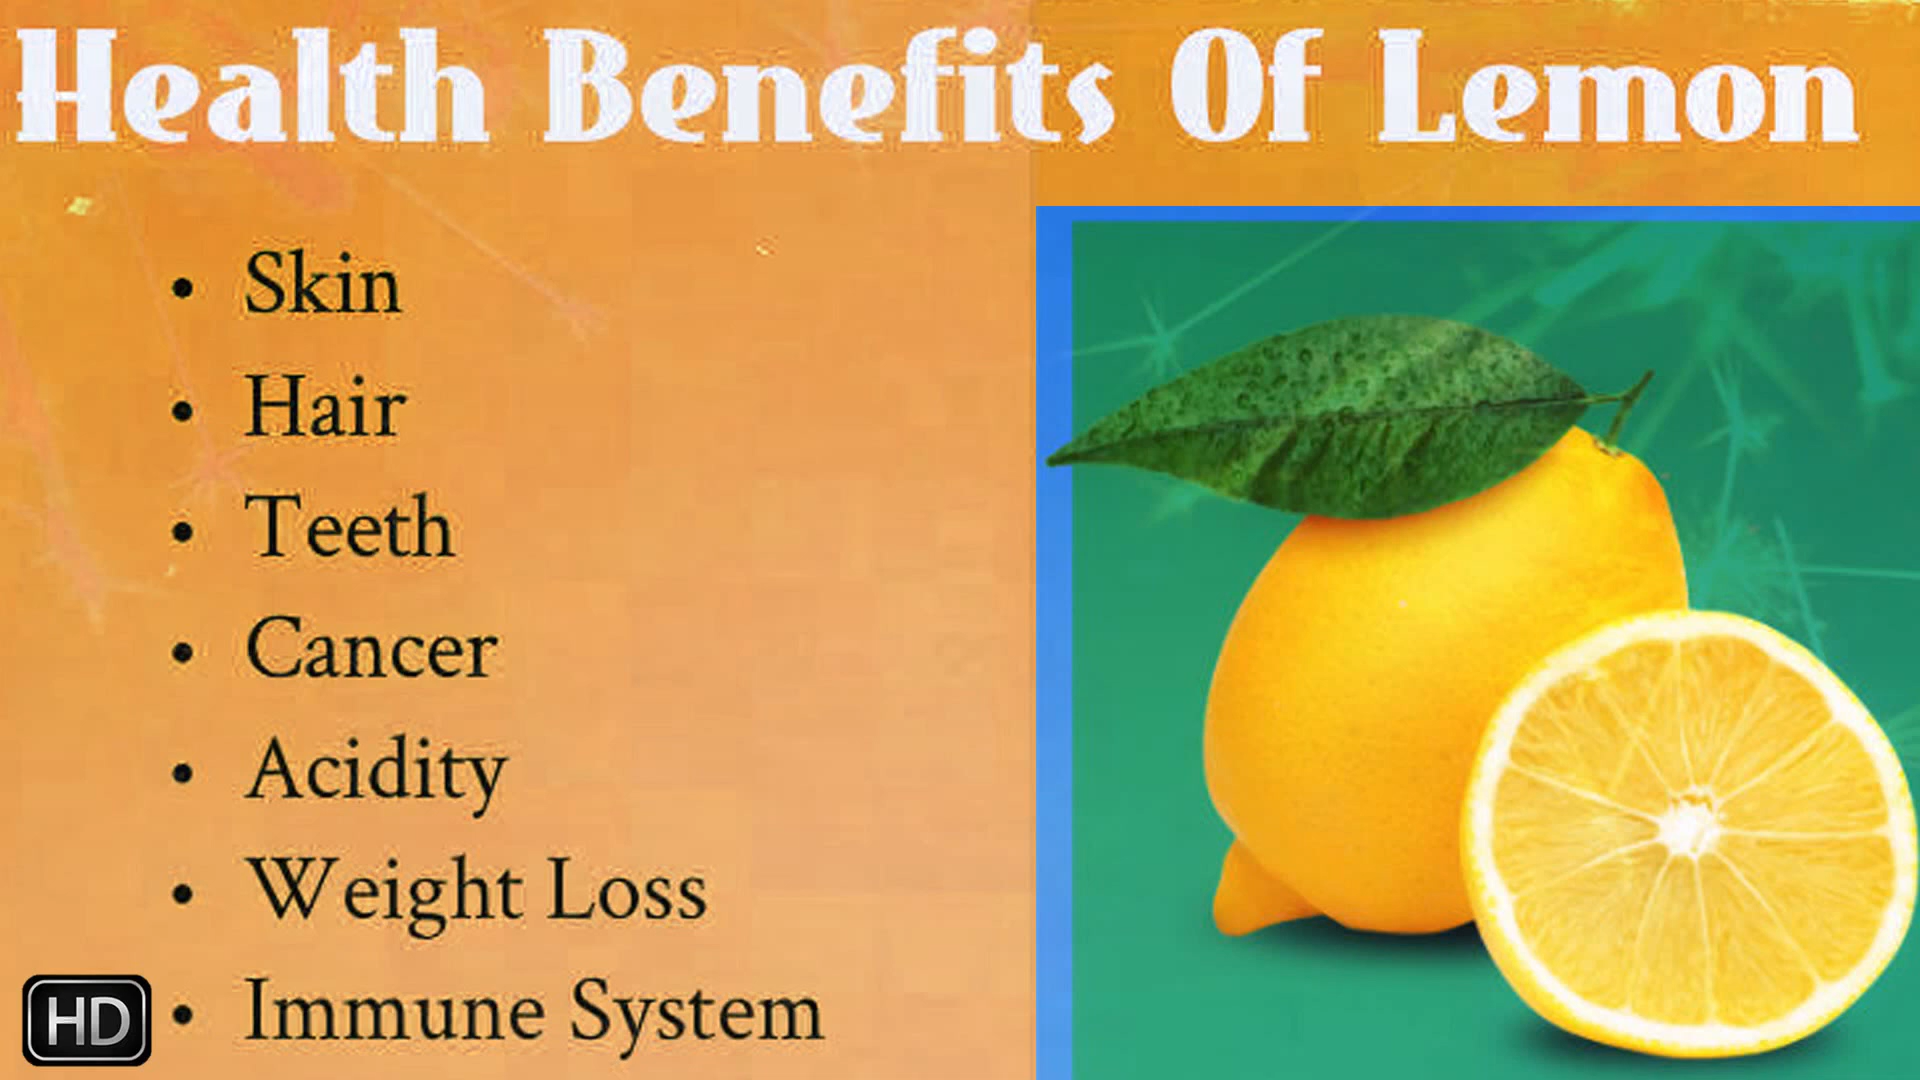 Health Benefits Of Lemon
• Skin
• Hair
• Teeth
• Cancer
• Acidity
• Weight Loss
• Immune System
HD